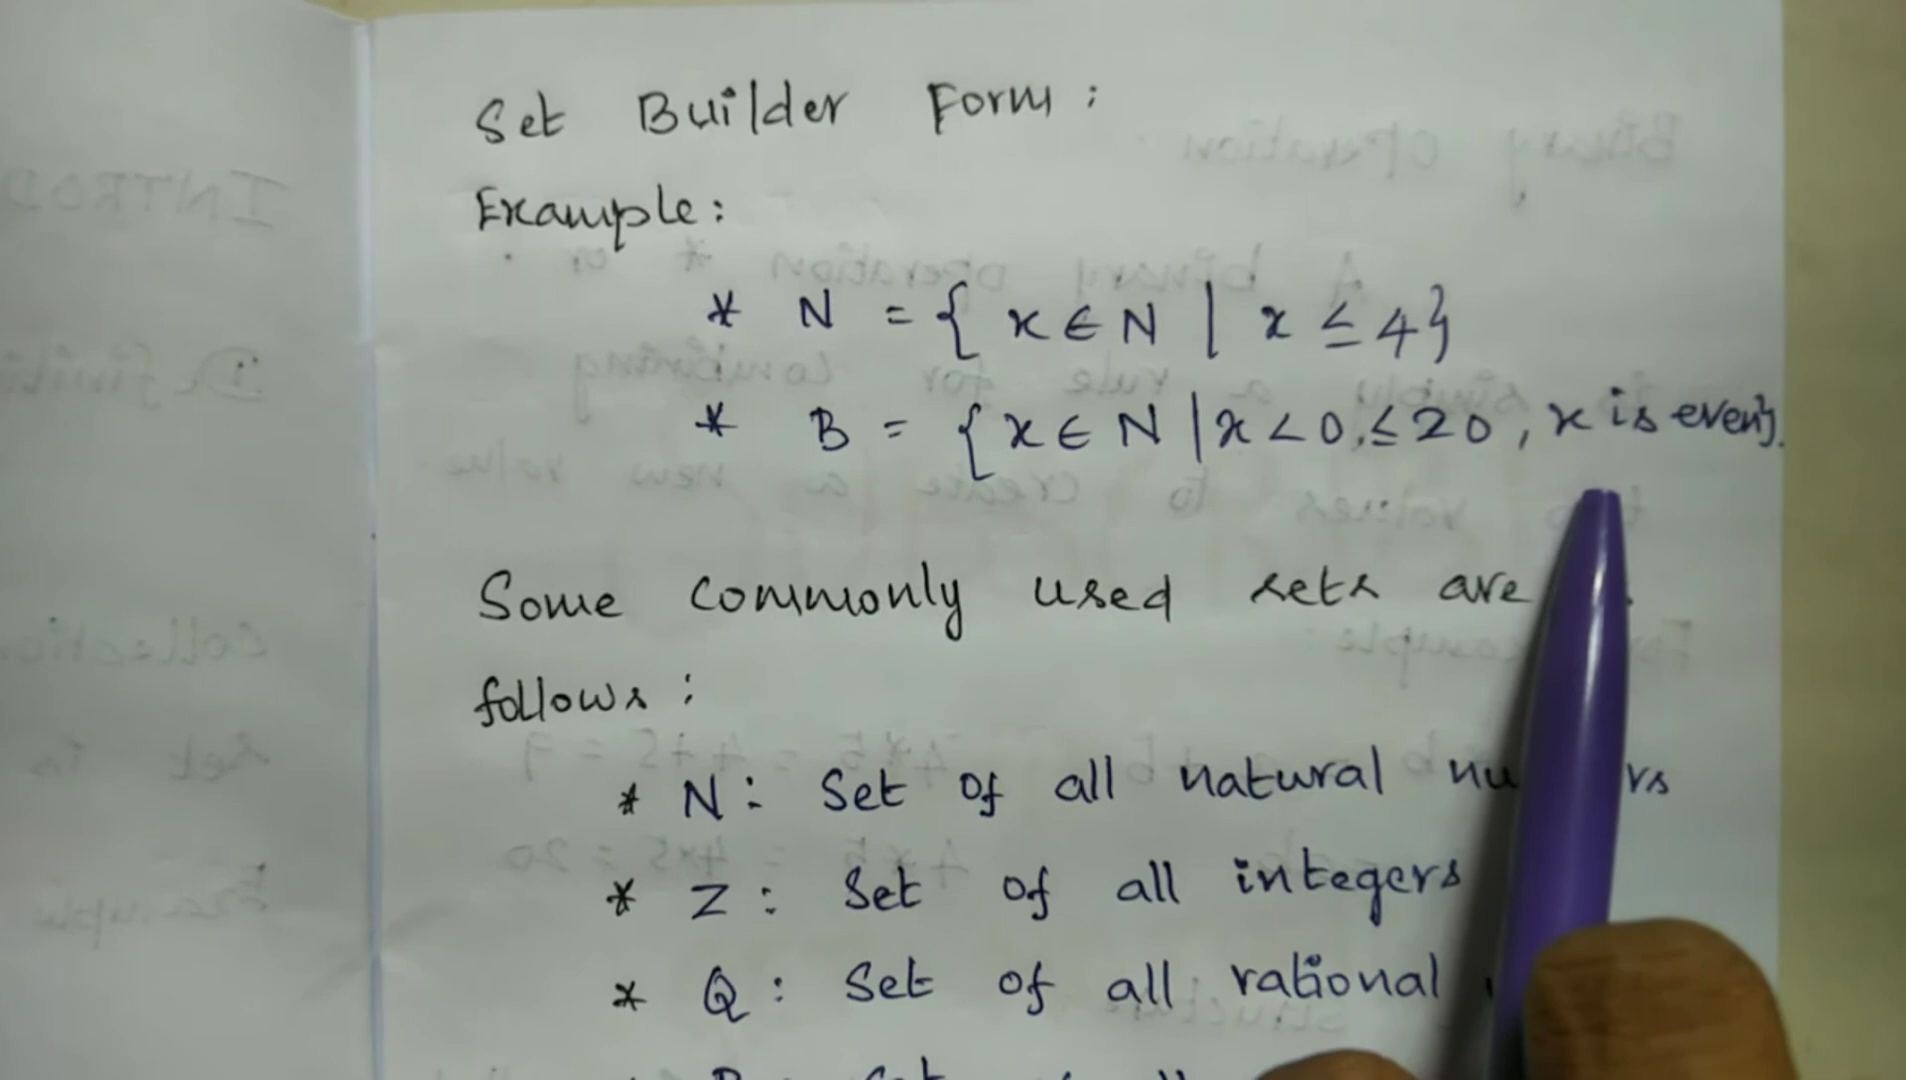 Set Builder Form :
Example :
* N = { x ∈ N | x ≤ 4}
* B = {x ∈ N | x < 0 ≤ 20, x is even}.
Some commonly used sets are
follows :
* N : Set of all natural
* Z : Set of all integers
* Q : Set of all rational